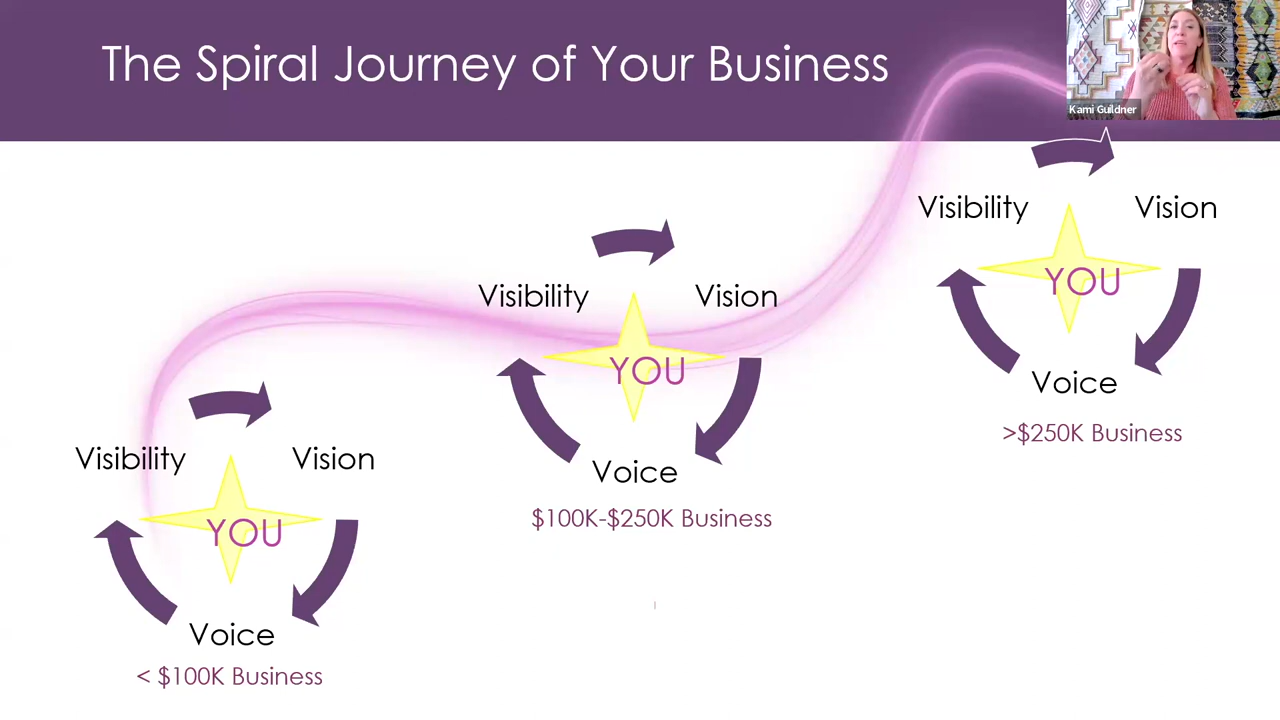 The Spiral Journey of Your Business
Kami Guildner
Visibility
Vision
YOU
Voice
< $100K Business
Visibility
Vision
YOU
Voice
$100K-$250K Business
Visibility
Vision
YOU
Voice
>$250K Business